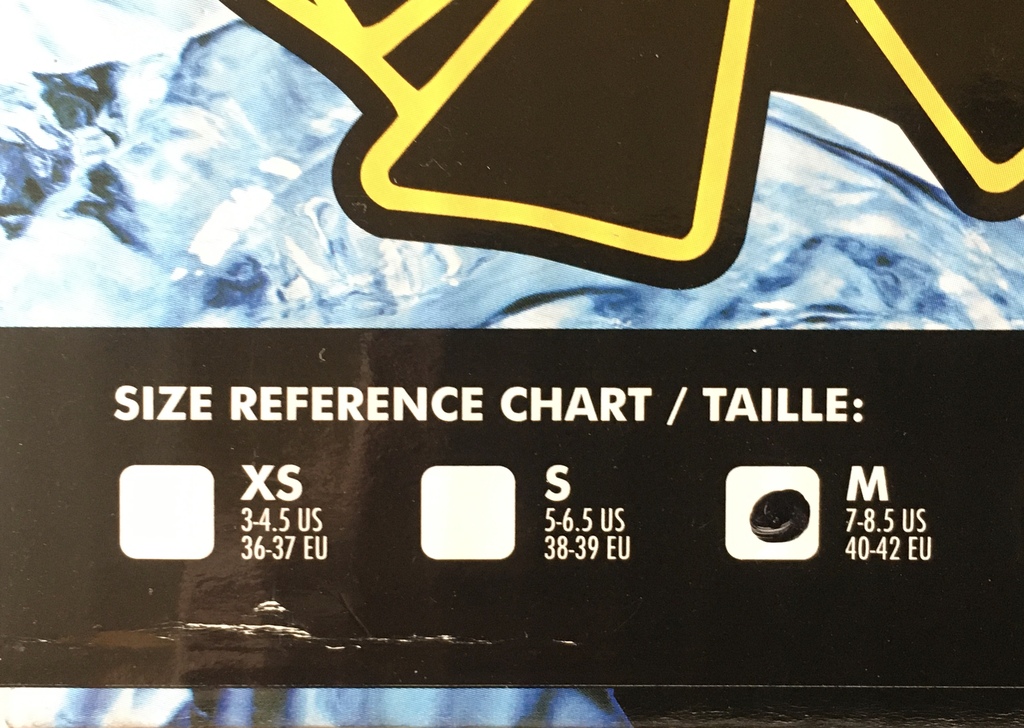 SIZE REFERENCE CHART / TAILLE:
XS
3-4.5 US
36-37 EU
S
5-6.5 US
38-39 EU
M
7-8.5 US
40-42 EU